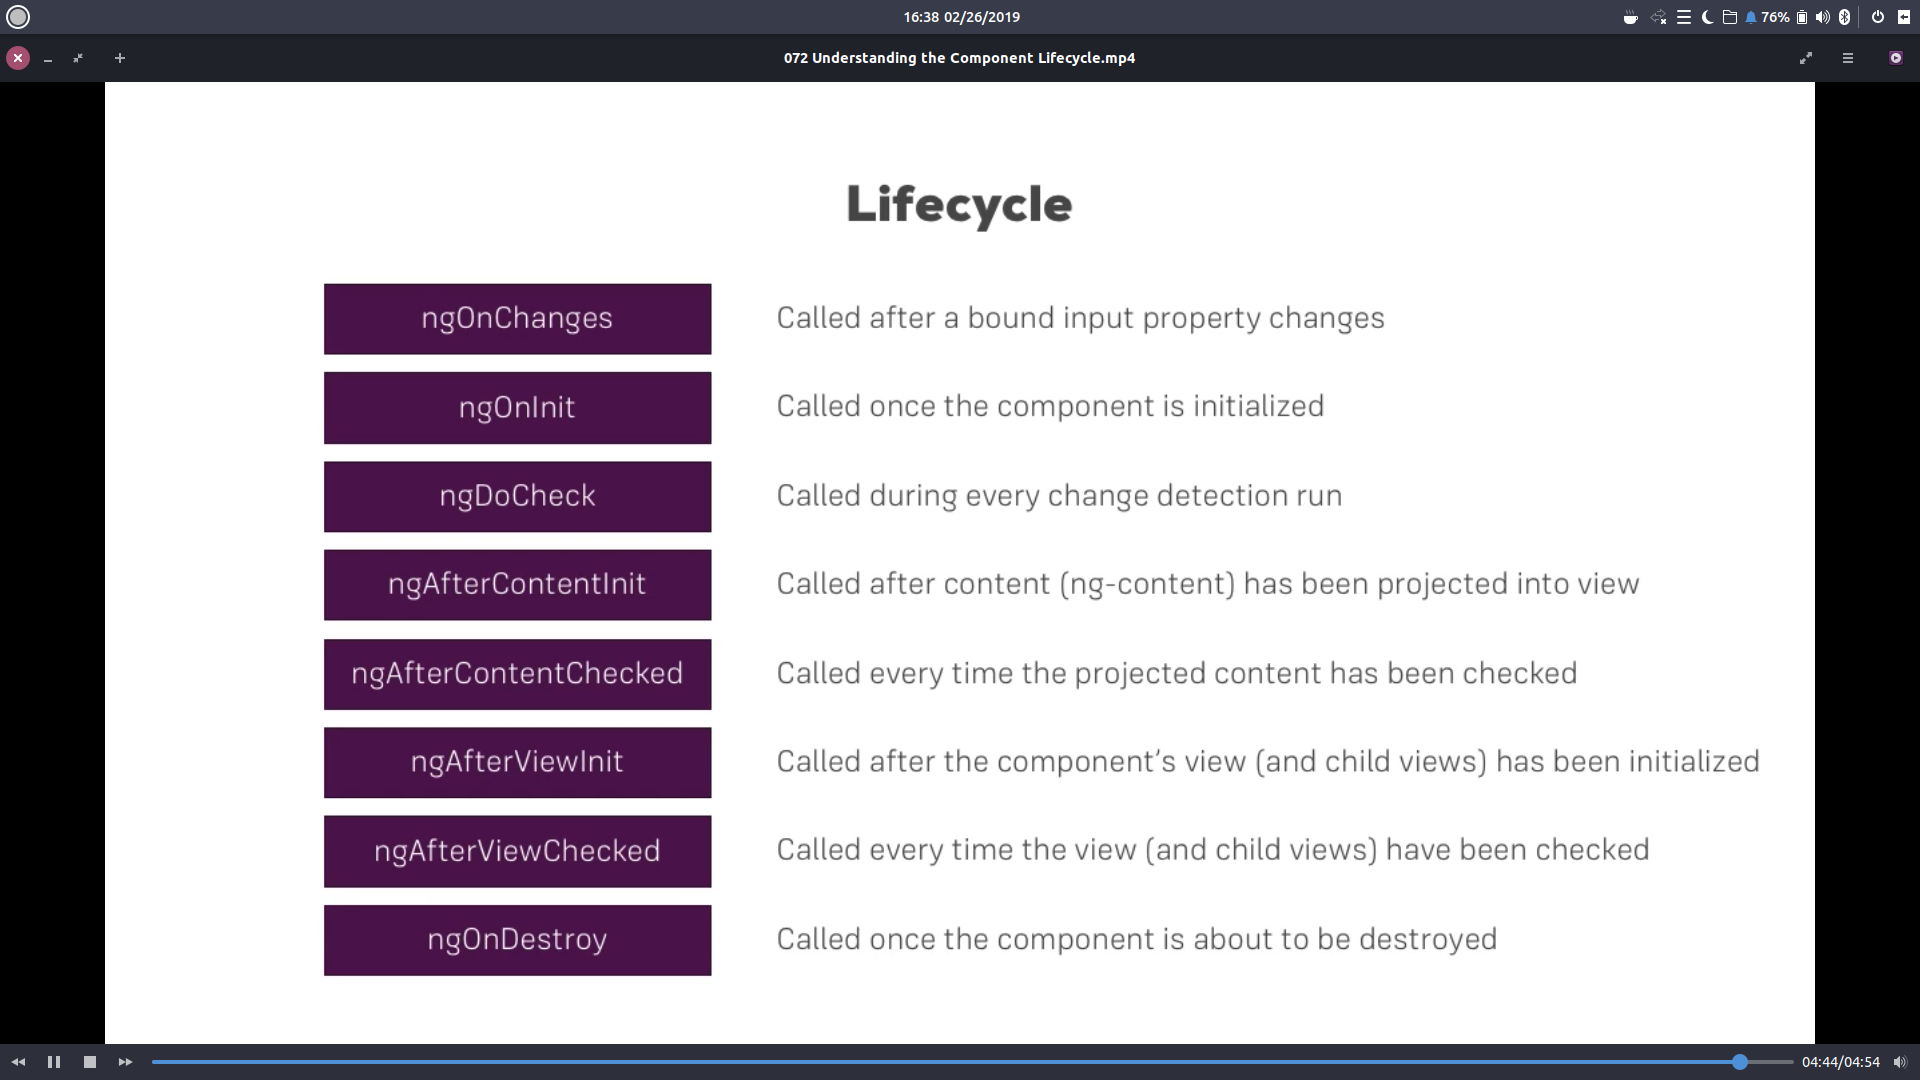 16:38 02/26/2019
76%
072 Understanding the Component Lifecycle.mp4
Lifecycle
ngOnChanges Called after a bound input property changes
ngOnInit Called once the component is initialized
ngDoCheck Called during every change detection run
ngAfterContentInit Called after content (ng-content) has been projected into view
ngAfterContentChecked Called every time the projected content has been checked
ngAfterViewInit Called after the component’s view (and child views) has been initialized
ngAfterViewChecked Called every time the view (and child views) have been checked
ngOnDestroy Called once the component is about to be destroyed
04:44/04:54